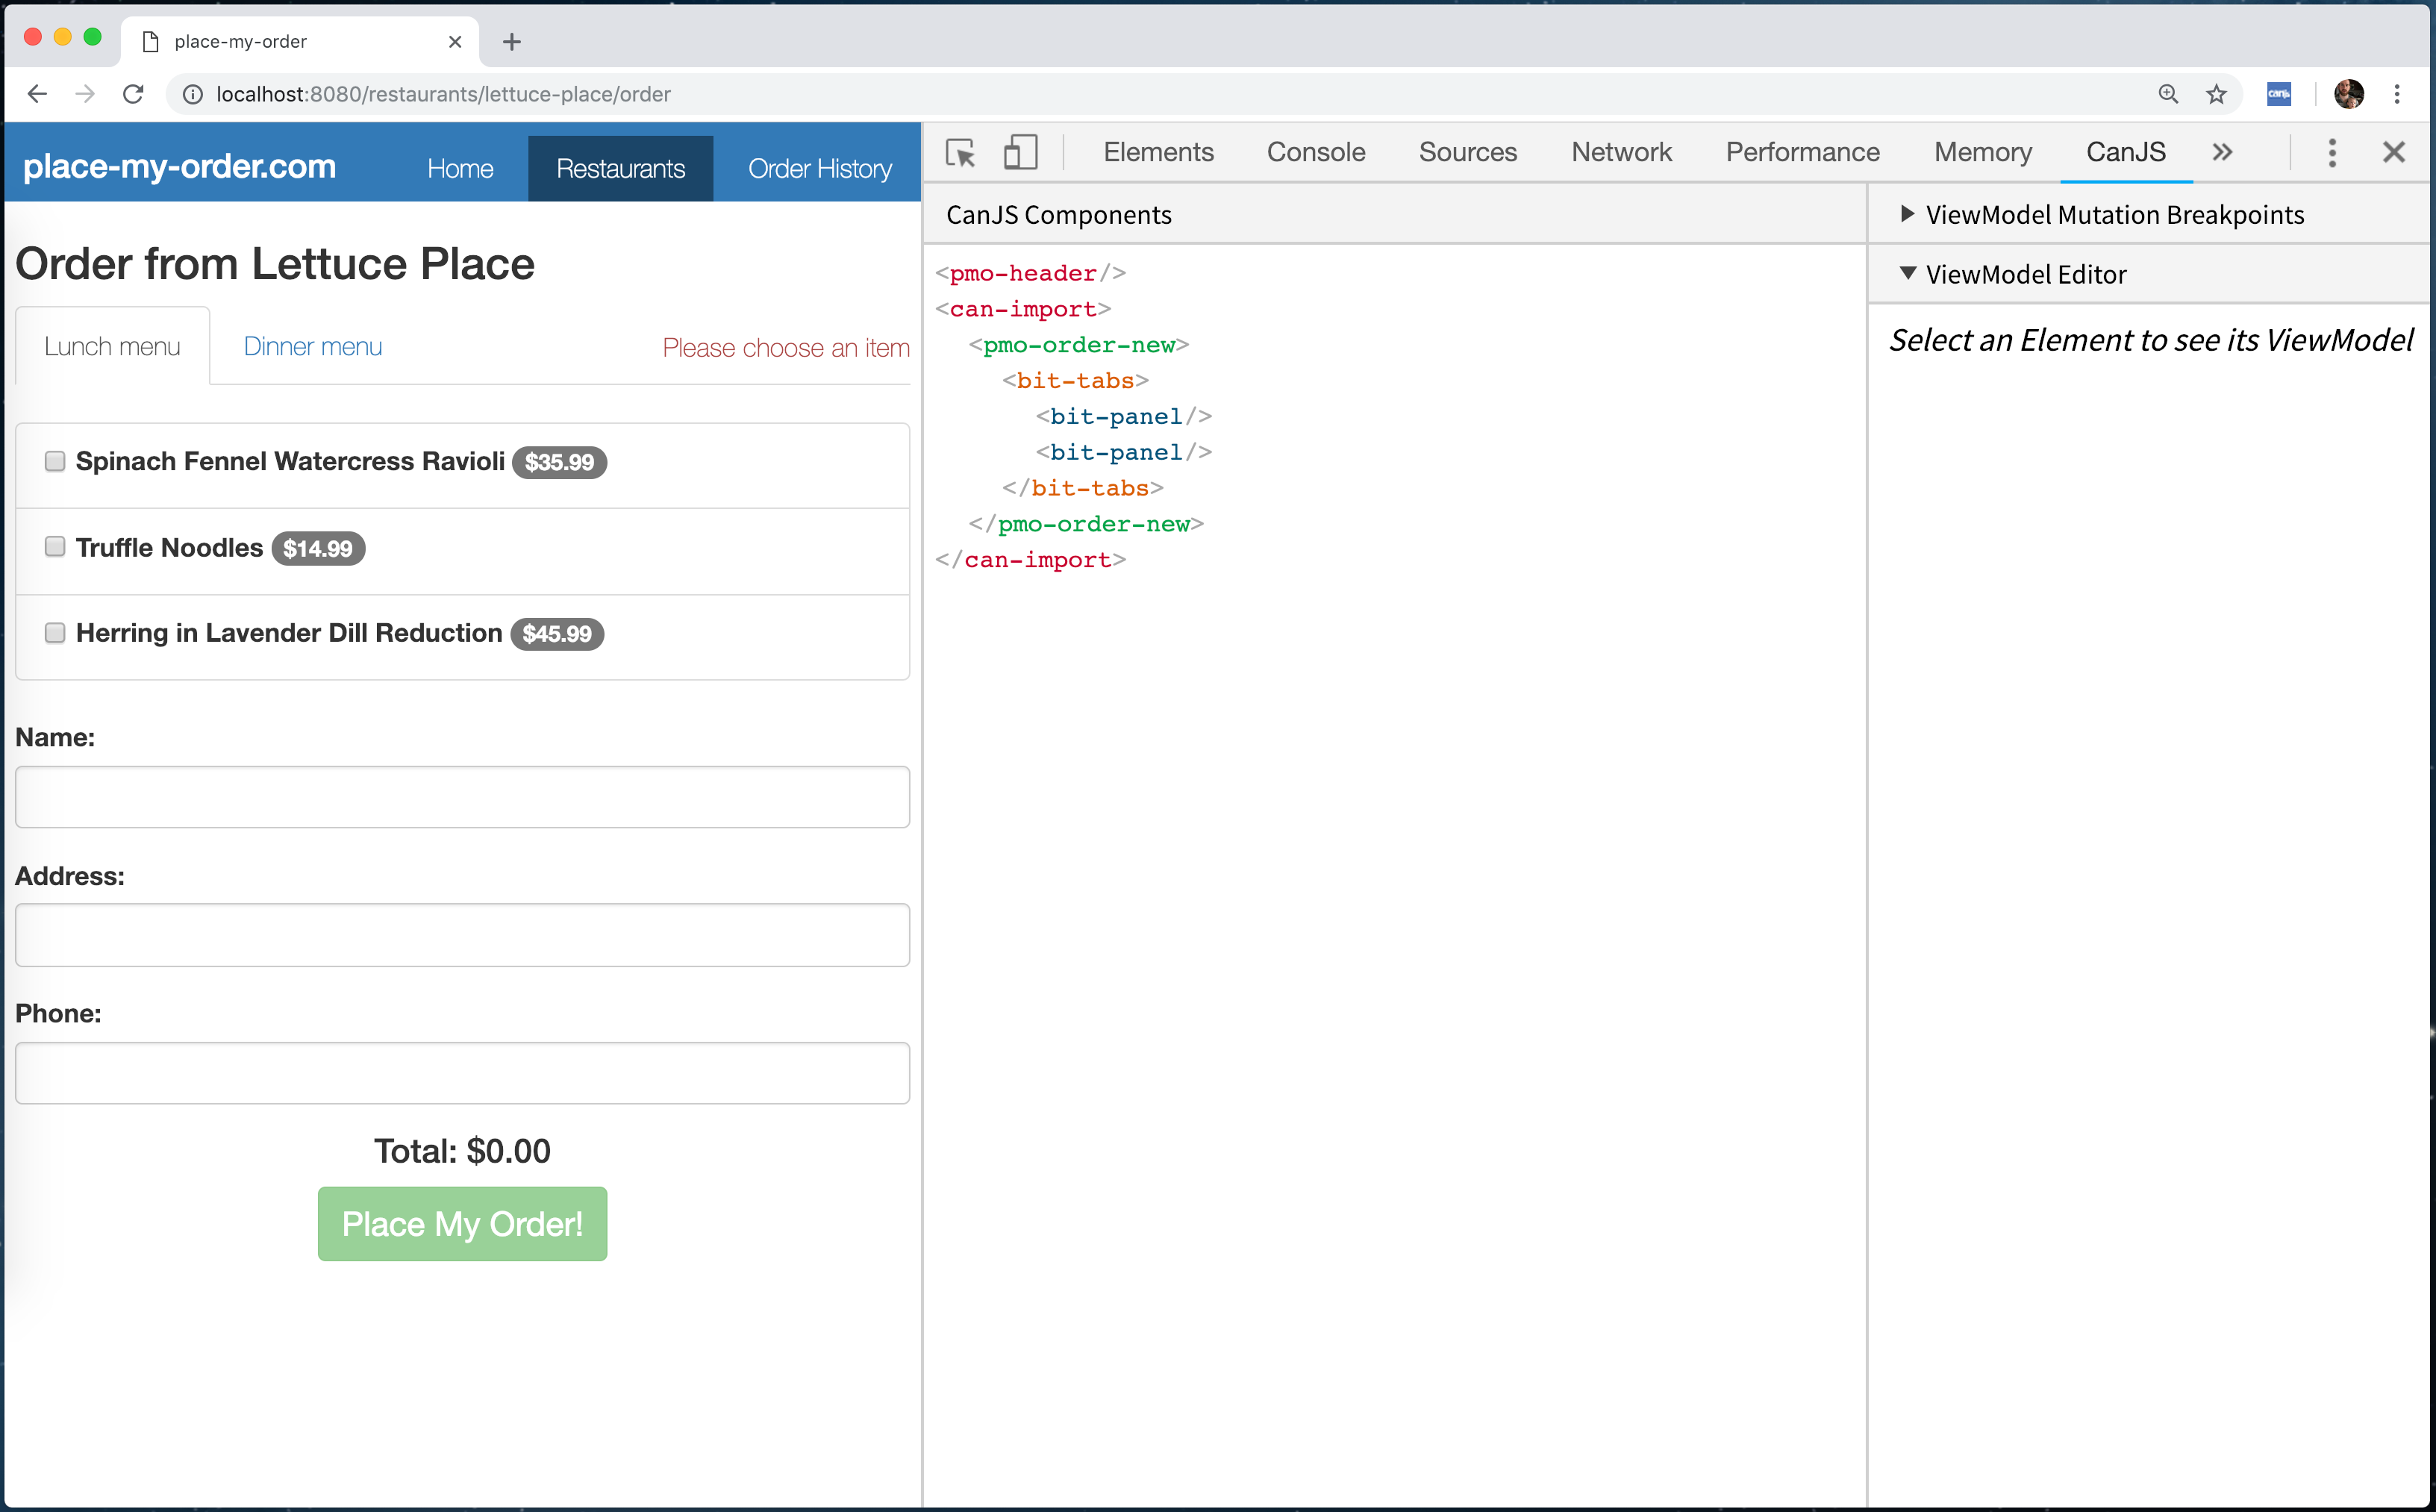 place-my-order
localhost:8080/restaurants/lettuce-place/order
canjs
place-my-order.com Home Restaurants Order History
Elements Console Sources Network Performance Memory CanJS
Order from Lettuce Place
Lunch menu Dinner menu Please choose an item
Spinach Fennel Watercress Ravioli $35.99
Truffle Noodles $14.99
Herring in Lavender Dill Reduction $45.99
Name:
Address:
Phone:
Total: $0.00
Place My Order!
CanJS Components
<pmo-header/>
<can-import>
<pmo-order-new>
<bit-tabs>
<bit-panel/>
<bit-panel/>
</bit-tabs>
</pmo-order-new>
</can-import>
ViewModel Mutation Breakpoints
ViewModel Editor
Select an Element to see its ViewModel